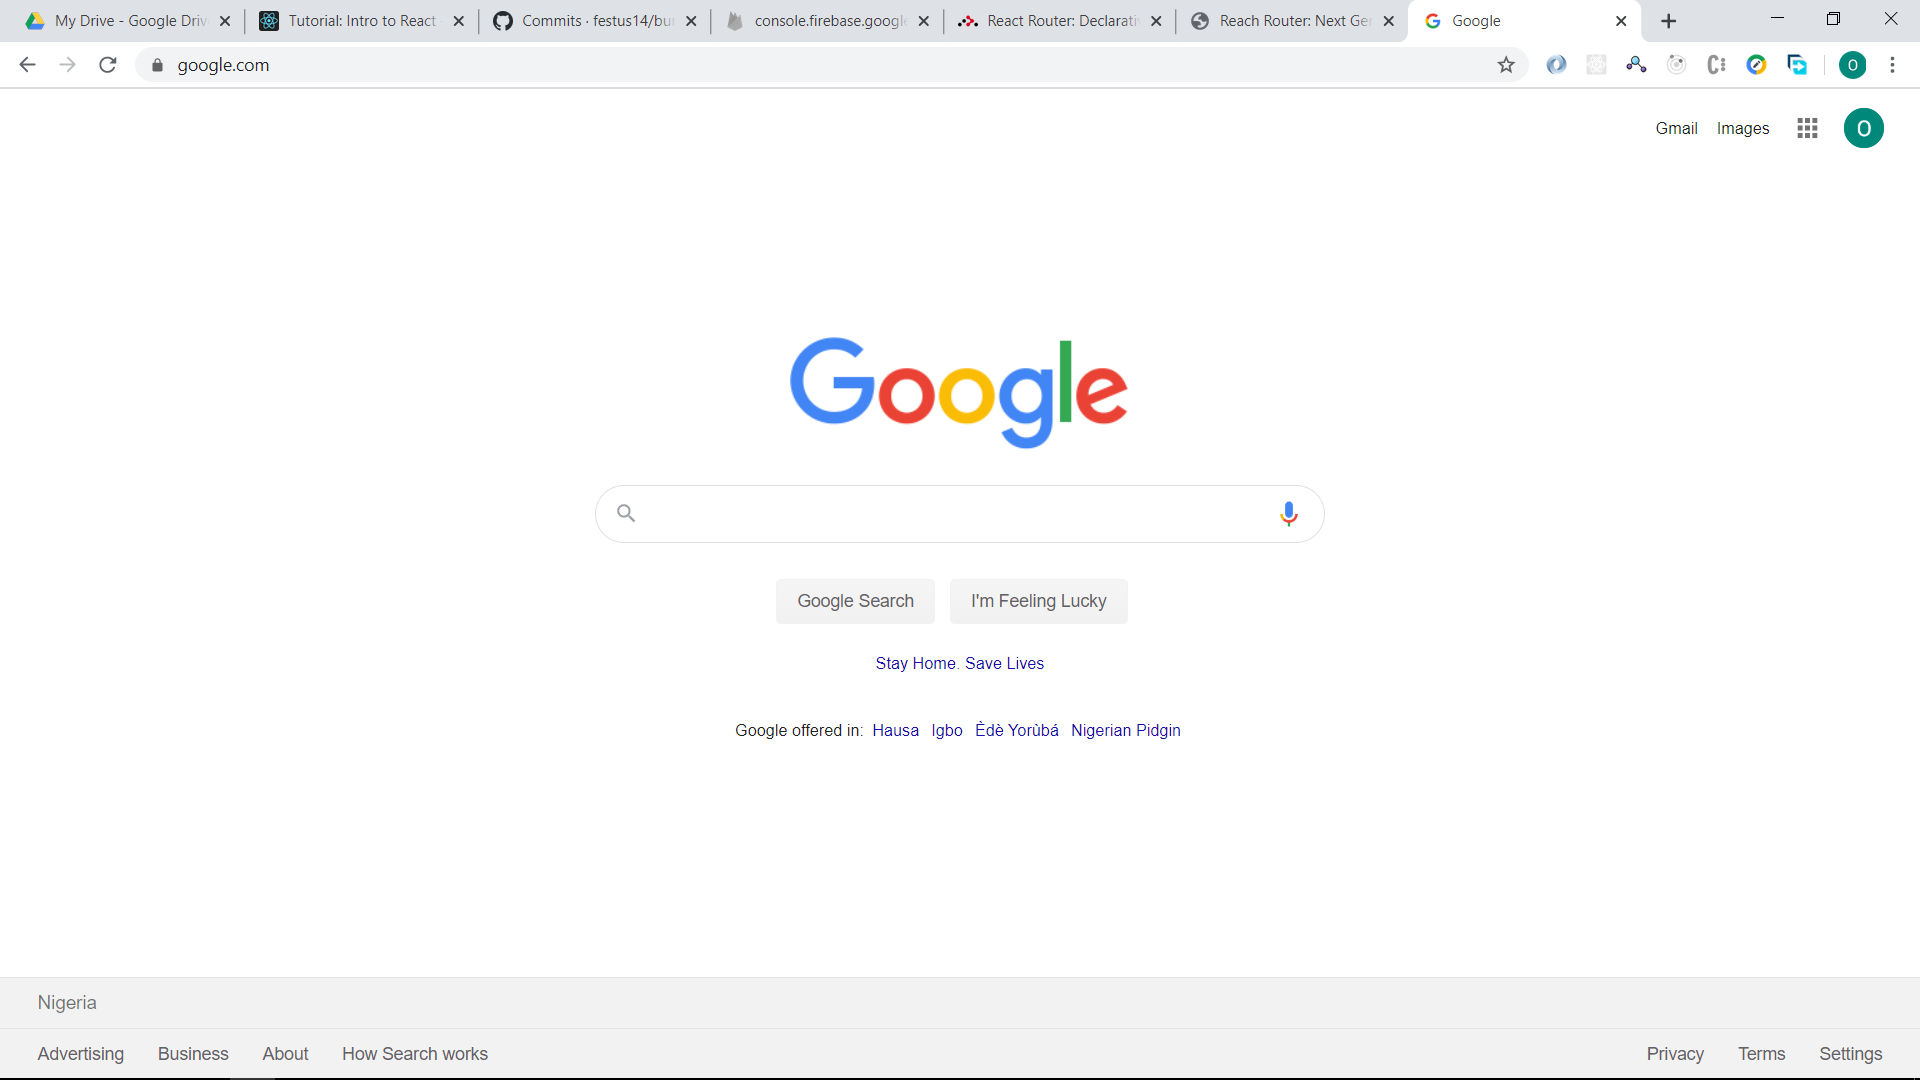 My Drive - Google Driv
Tutorial: Intro to React -
Commits · festus14/bu
console.firebase.google
React Router: Declarati
Reach Router: Next Ge
Google
google.com
O
Gmail Images
O
Google
Google Search
I'm Feeling Lucky
Stay Home. Save Lives
Google offered in: Hausa Igbo Èdè Yorùbá Nigerian Pidgin
Nigeria
Advertising Business About How Search works Privacy Terms Settings